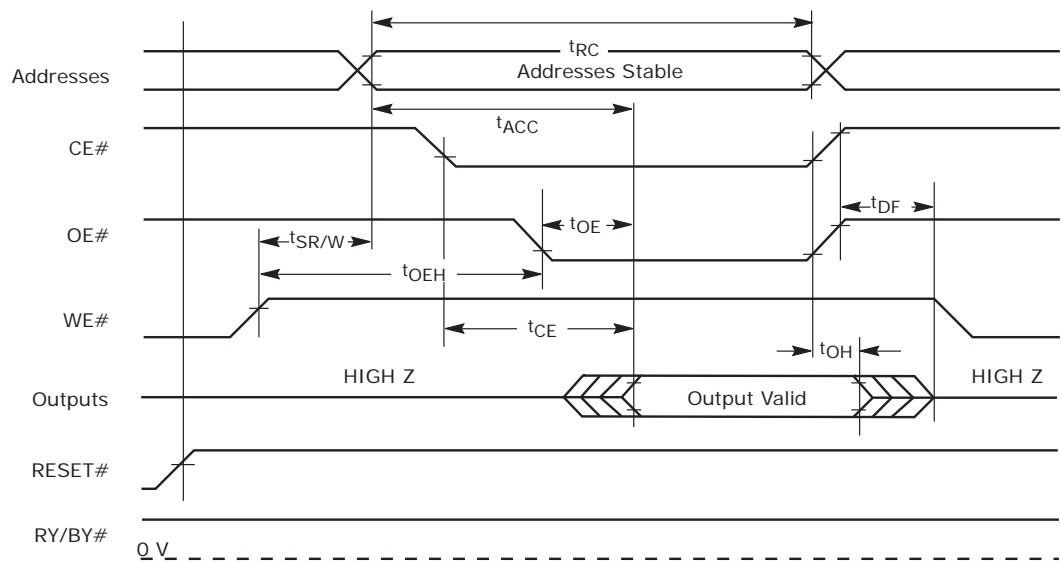 tRC
Addresses
Addresses Stable
tACC
CE#
tDF
OE#
tOE
tSR/W
tOEH
WE#
tCE
tOH
HIGH Z
HIGH Z
Outputs
Output Valid
RESET#
RY/BY#
0 V